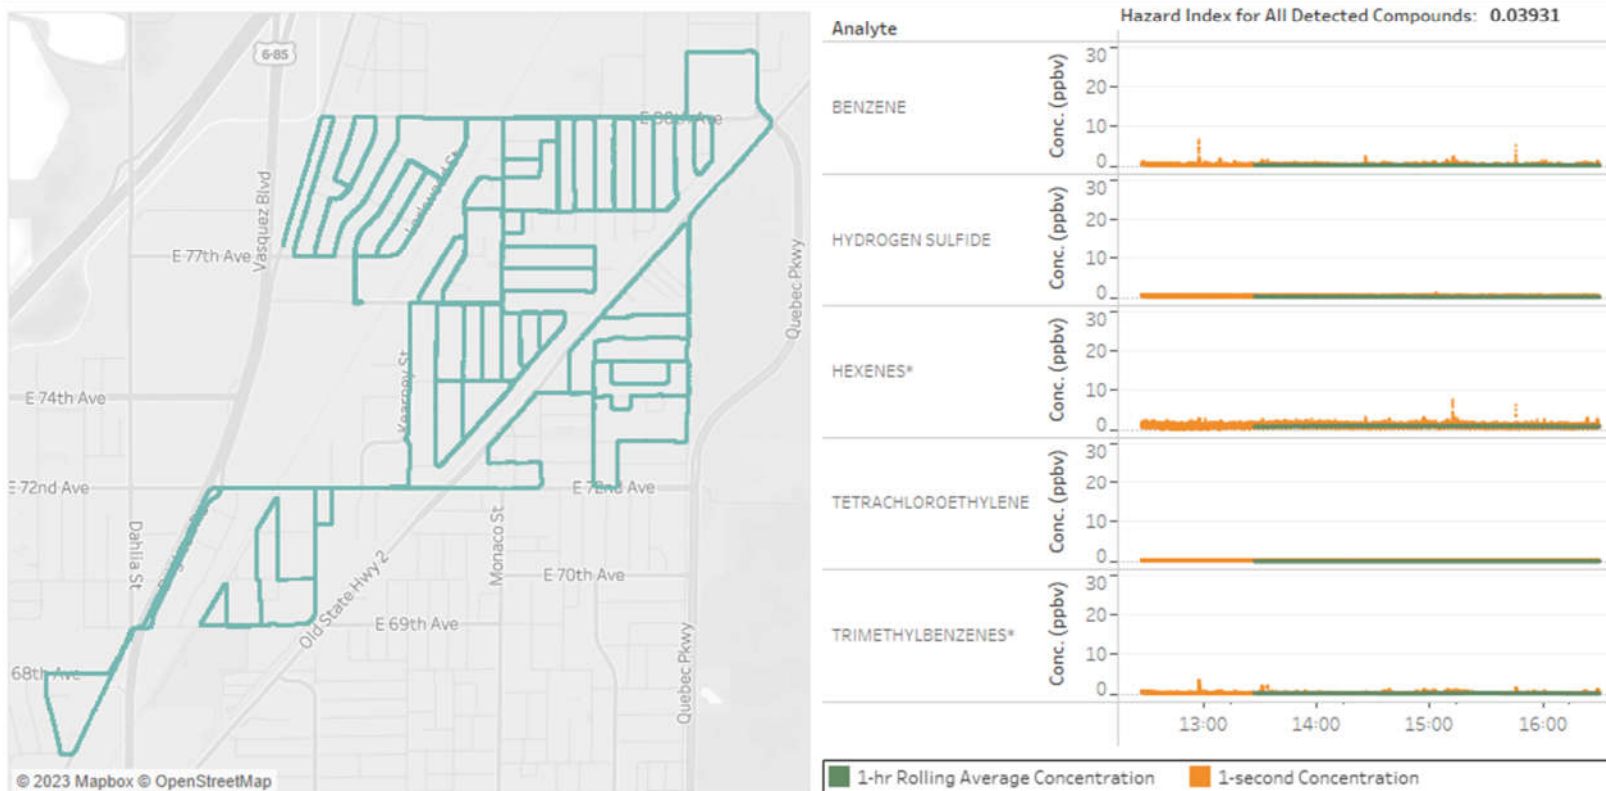 6-85
E 80th Ave
Vasquez Blvd
E 77th Ave
Quebec Pkwy
Kearney St
E 74th Ave
E 72nd Ave
E 72nd Ave
Dahlia St
Monaco St
E 70th Ave
Old State Hwy 2
E 69th Ave
68th Ave
Quebec Pkwy
© 2023 Mapbox © OpenStreetMap
Hazard Index for All Detected Compounds: 0.03931
Analyte
BENZENE
Conc. (ppbv)
30
20
10
0
HYDROGEN SULFIDE
Conc. (ppbv)
30
20
10
0
HEXENES*
Conc. (ppbv)
30
20
10
0
TETRACHLOROETHYLENE
Conc. (ppbv)
30
20
10
0
TRIMETHYLBENZENES*
Conc. (ppbv)
30
20
10
0
13:00 14:00 15:00 16:00
1-hr Rolling Average Concentration 1-second Concentration